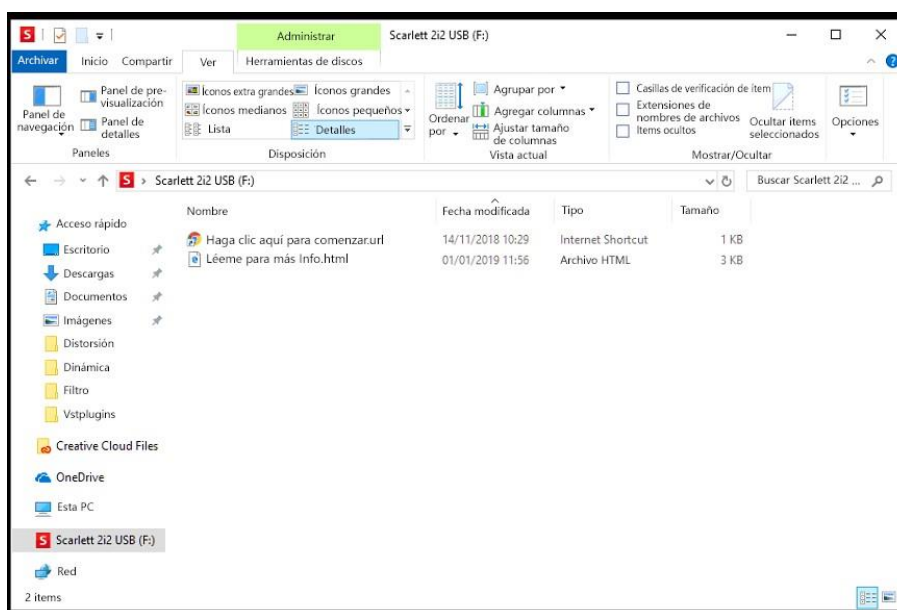 S
Administrar
Scarlett 2i2 USB (F:)
Archivar Inicio Compartir Ver Herramientas de discos
Panel de navegación
Panel de pre-visualización
Panel de detalles
Paneles
Íconos extra grandes Íconos grandes
Íconos medianos Íconos pequeños
Lista Detalles
Disposición
Ordenar por
Agrupar por
Agregar columnas
Ajustar tamaño de columnas
Vista actual
Casillas de verificación de item
Extensiones de nombres de archivos
Items ocultos
Ocultar items seleccionados
Mostrar/Ocultar
Opciones
S Scarlett 2i2 USB (F:)
Buscar Scarlett 2i2 ...
Nombre Fecha modificada Tipo Tamaño
Haga clic aquí para comenzar.url 14/11/2018 10:29 Internet Shortcut 1 KB
Léeme para más Info.html 01/01/2019 11:56 Archivo HTML 3 KB
Acceso rápido
Escritorio
Descargas
Documentos
Imágenes
Distorsión
Dinámica
Filtro
Vstplugins
Creative Cloud Files
OneDrive
Esta PC
S Scarlett 2i2 USB (F:)
Red
2 items